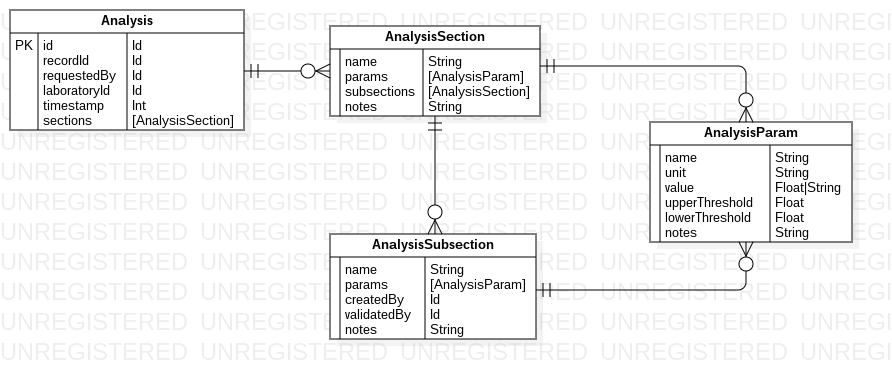 Analysis
PK id Id
recordId Id
requestedBy Id
laboratoryId Id
timestamp Int
sections [AnalysisSection]
AnalysisSection
name String
params [AnalysisParam]
subsections [AnalysisSection]
notes String
AnalysisParam
name String
unit String
value Float|String
upperThreshold Float
lowerThreshold Float
notes String
AnalysisSubsection
name String
params [AnalysisParam]
createdBy Id
validatedBy Id
notes String
UNREGISTERED UNREGISTERED UNREGISTERED UNREGISTERED UNREGISTERED